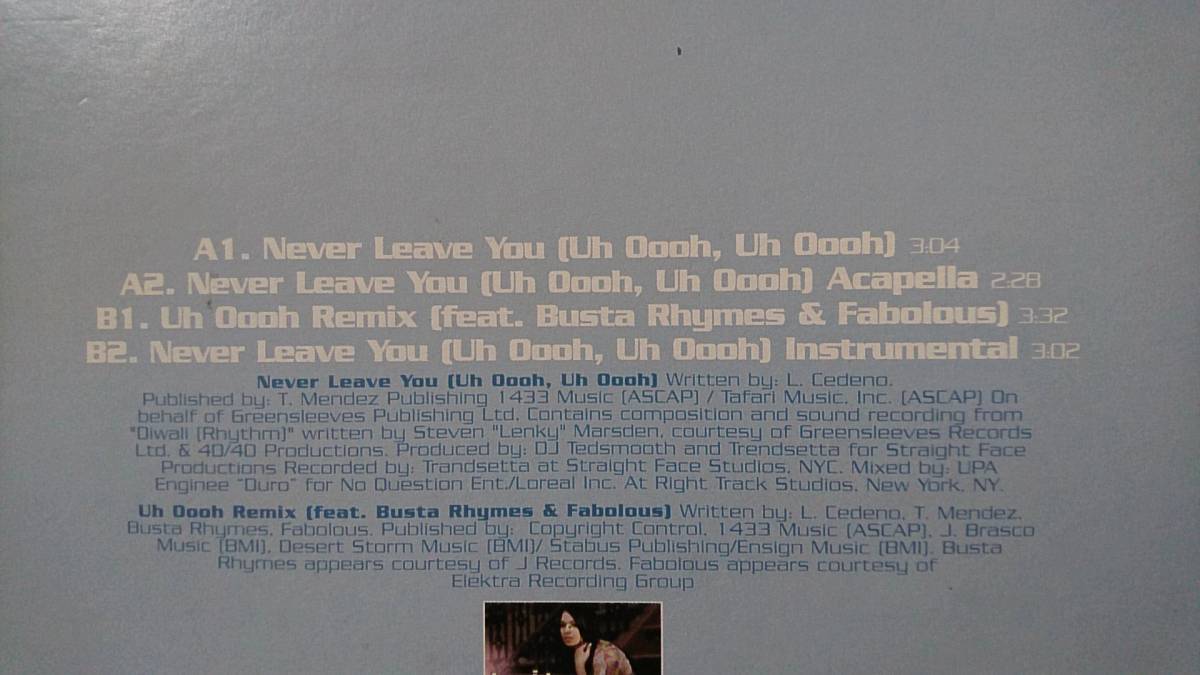 A1. Never Leave You (Uh Oooh, Uh Oooh) 3:04
A2. Never Leave You (Uh Oooh, Uh Oooh) Acapella 2:28
B1. Uh Oooh Remix (feat. Busta Rhymes & Fabolous) 3:32
B2. Never Leave You (Uh Oooh, Uh Oooh) Instrumental 3:02
Never Leave You (Uh Oooh, Uh Oooh) Written by: L. Cedeno.
Published by: T. Mendez Publishing 1433 Music (ASCAP) / Tafari Music, Inc. (ASCAP) On
behalf of Greensleeves Publishing Ltd. Contains composition and sound recording from
"Diwali (Rhythm)" written by Steven "Lenky" Marsden, courtesy of Greensleeves Records
Ltd. & 40/40 Productions. Produced by: DJ Tedsmooth and Trendsetta for Straight Face
Productions Recorded by: Trandsetta at Straight Face Studios, NYC. Mixed by: UPA
Enginee "Duro" for No Question Ent./Loreal Inc. At Right Track Studios, New York, NY.
Uh Oooh Remix (feat. Busta Rhymes & Fabolous) Written by: L. Cedeno, T. Mendez,
Busta Rhymes, Fabolous. Published by: Copyright Control, 1433 Music (ASCAP), J. Brasco
Music (BMI), Desert Storm Music (BMI)/ Stabus Publishing/Ensign Music (BMI). Busta
Rhymes appears courtesy of J Records. Fabolous appears courtesy of
Elektra Recording Group